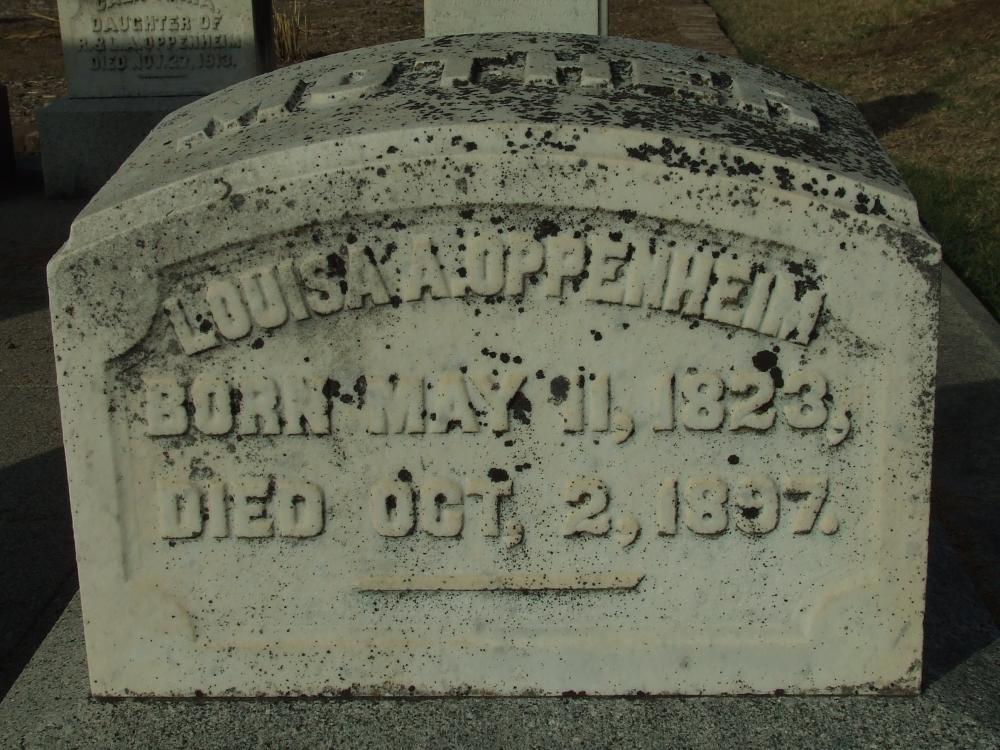 DAUGHTER OF
R. & L. A. OPPENHEIM
DIED NOV. 27, 1913.
MOTHER
LOUISA A. OPPENHEIM
BORN MAY 11, 1823,
DIED OCT, 2, 1897.